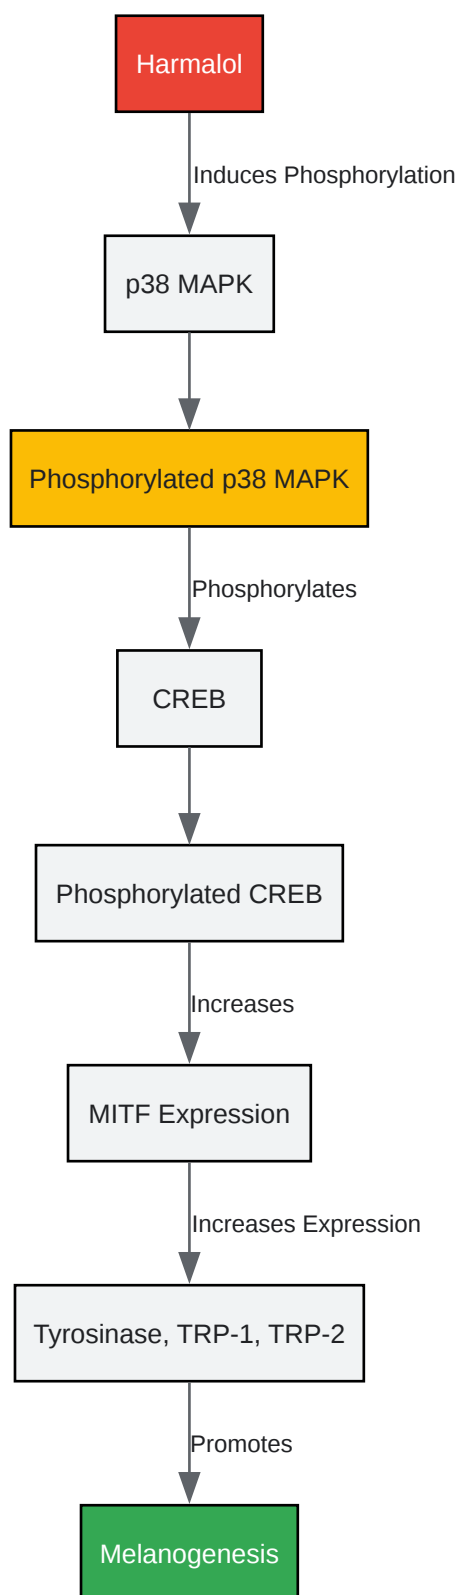 Harmalol
Induces Phosphorylation
p38 MAPK
Phosphorylated p38 MAPK
Phosphorylates
CREB
Phosphorylated CREB
Increases
MITF Expression
Increases Expression
Tyrosinase, TRP-1, TRP-2
Promotes
Melanogenesis